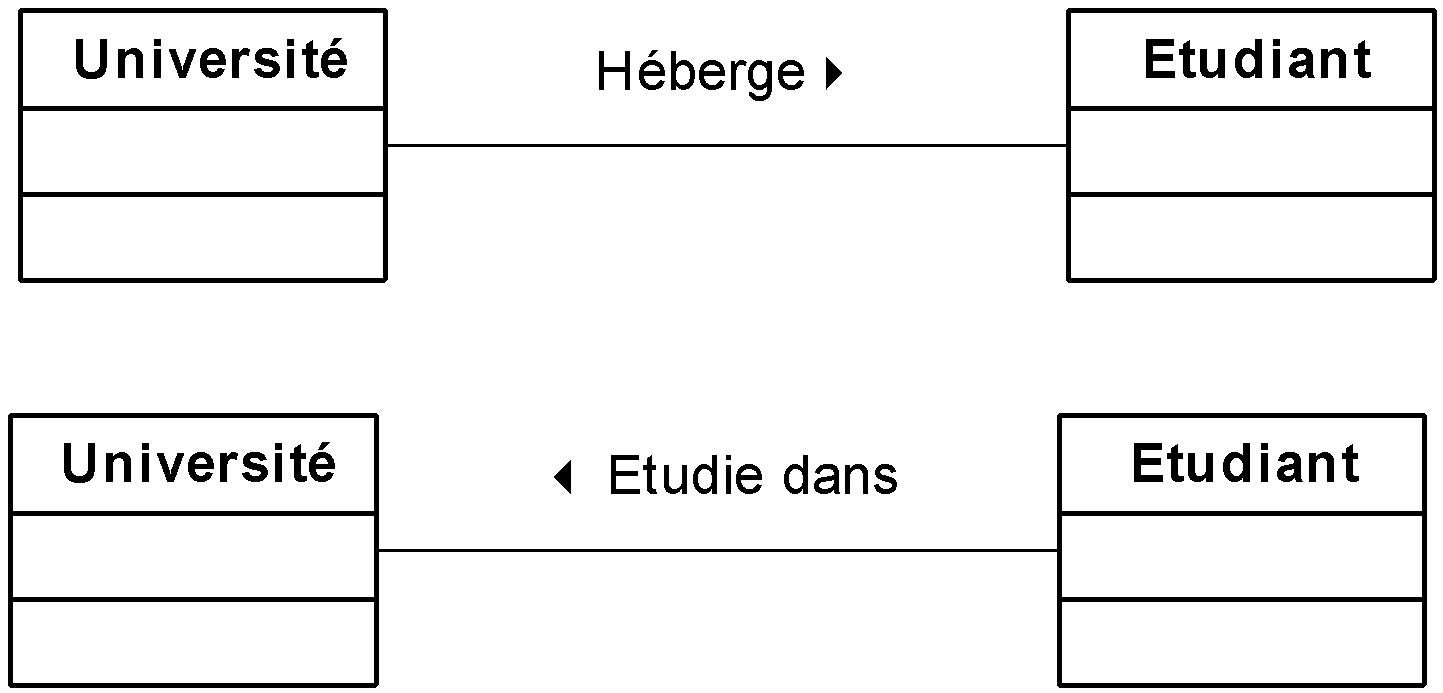 Université
Héberge
Etudiant
Université
Etudie dans
Etudiant